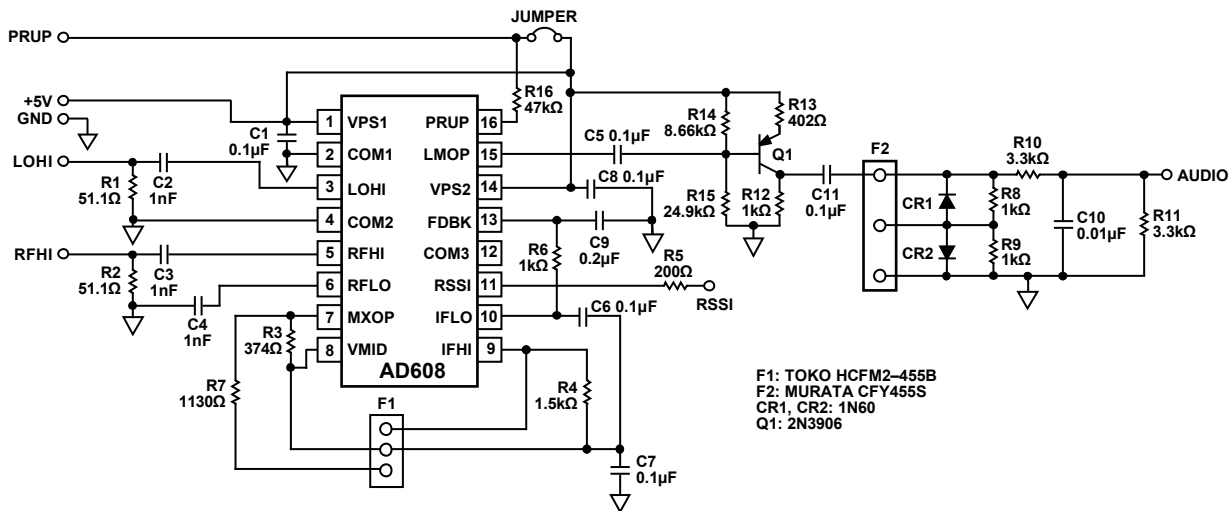 JUMPER
PRUP
+5V
GND
LOHI
RFHI
R1
51.1Ω
C2
1nF
R2
51.1Ω
C3
1nF
C4
1nF
C1
0.1µF
R7
1130Ω
R3
374Ω
1 VPS1
2 COM1
3 LOHI
4 COM2
5 RFHI
6 RFLO
7 MXOP
8 VMID
PRUP 16
LMOP 15
VPS2 14
FDBK 13
COM3 12
RSSI 11
IFLO 10
IFHI 9
AD608
F1
R16
47kΩ
C5 0.1µF
C8 0.1µF
C9
0.2µF
R6
1kΩ
C6 0.1µF
R4
1.5kΩ
C7
0.1µF
R5
200Ω
RSSI
R14
8.66kΩ
R13
402Ω
Q1
R15
24.9kΩ
R12
1kΩ
C11
0.1µF
F2
CR1
CR2
R8
1kΩ
R9
1kΩ
R10
3.3kΩ
C10
0.01µF
R11
3.3kΩ
AUDIO
F1: TOKO HCFM2–455B
F2: MURATA CFY455S
CR1, CR2: 1N60
Q1: 2N3906